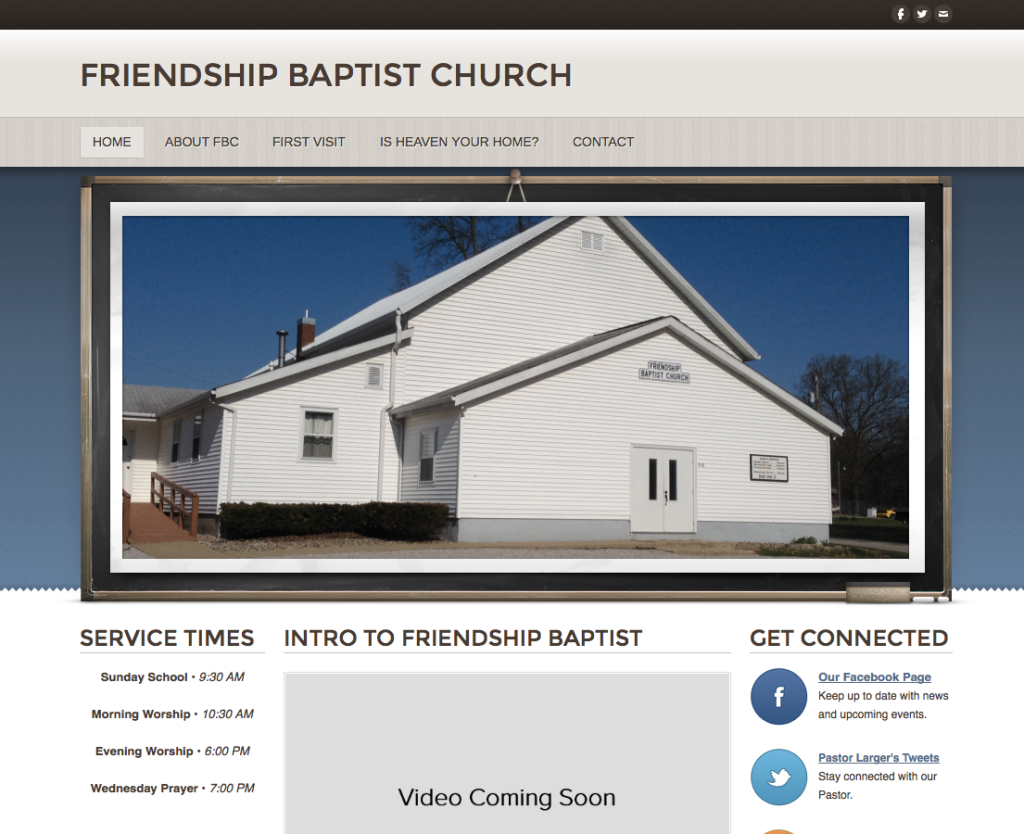 FRIENDSHIP BAPTIST CHURCH
HOME ABOUT FBC FIRST VISIT IS HEAVEN YOUR HOME? CONTACT
FRIENDSHIP
BAPTIST CHURCH
SERVICE TIMES
Sunday School • 9:30 AM
Morning Worship • 10:30 AM
Evening Worship • 6:00 PM
Wednesday Prayer • 7:00 PM
INTRO TO FRIENDSHIP BAPTIST
Video Coming Soon
GET CONNECTED
Our Facebook Page
Keep up to date with news
and upcoming events.
Pastor Larger's Tweets
Stay connected with our
Pastor.